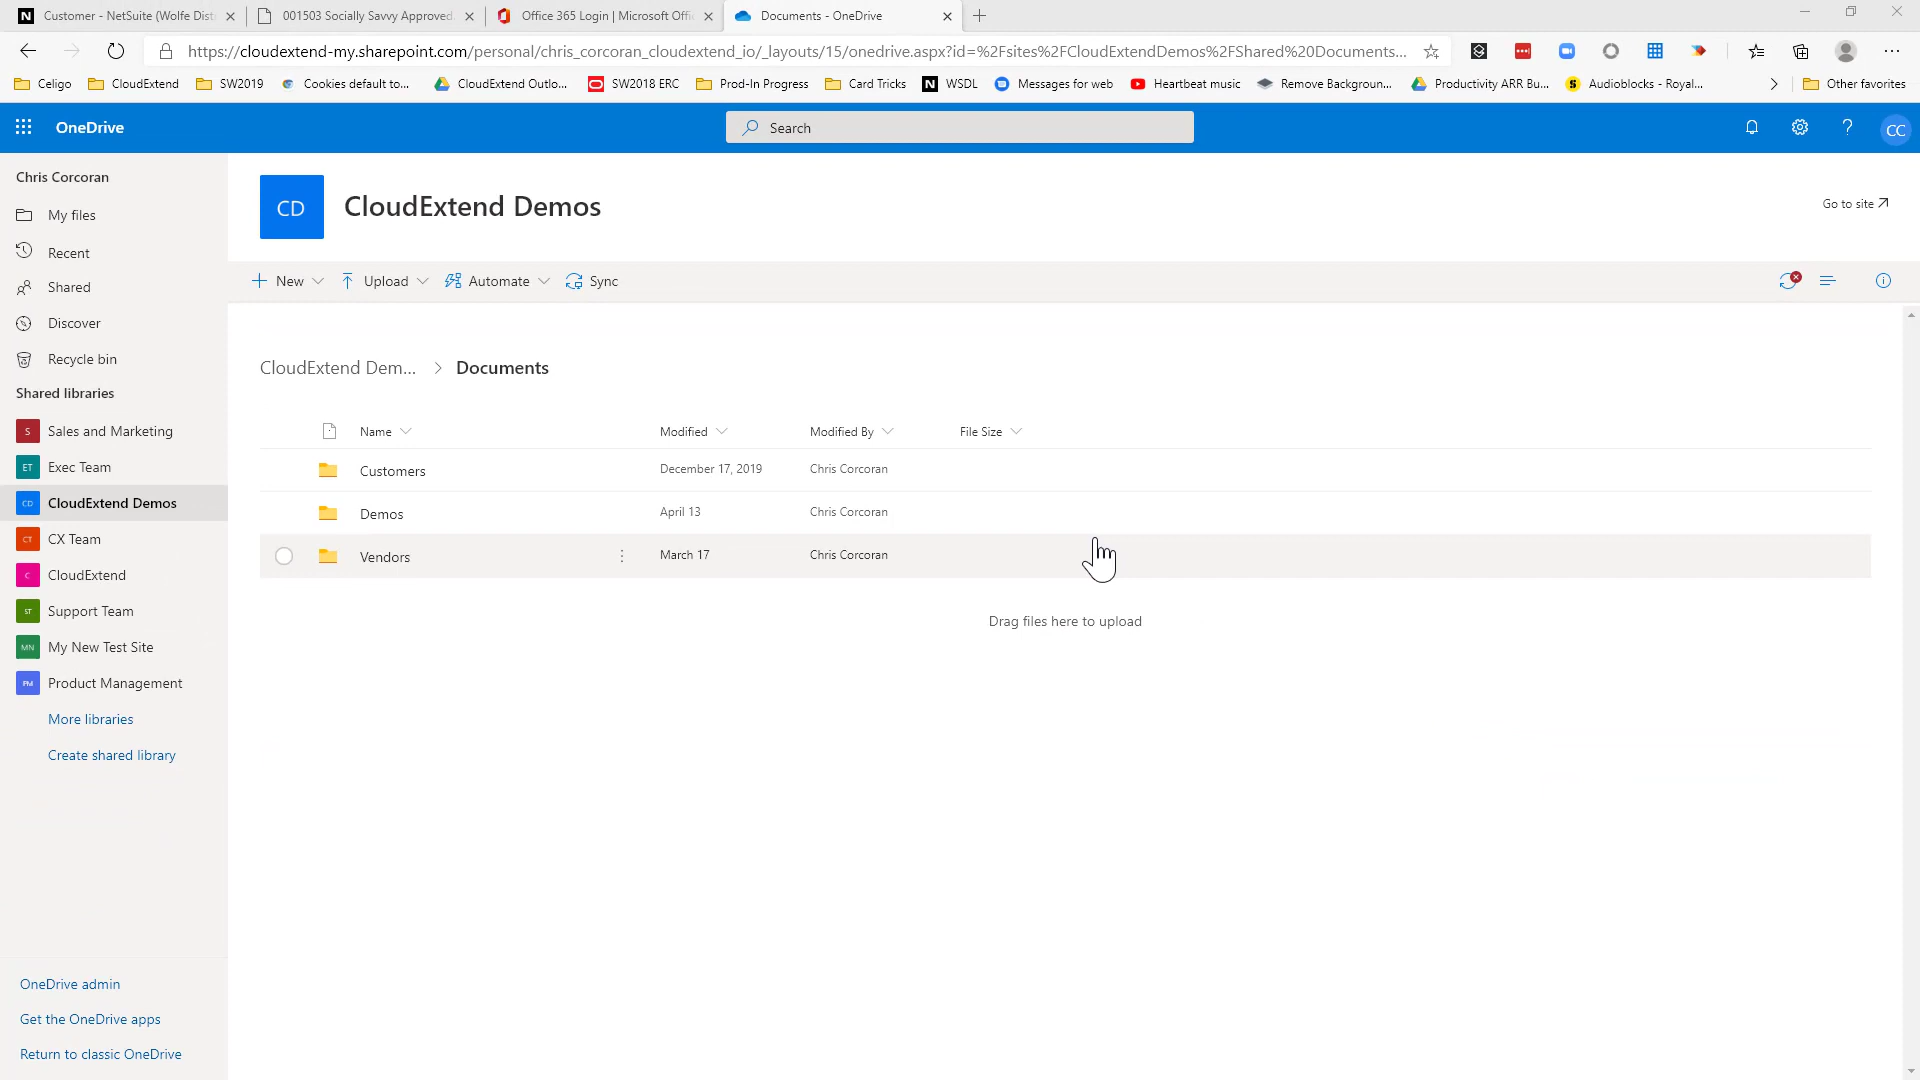 Customer - NetSuite (Wolfe Dist
001503 Socially Savvy Approved.
Office 365 Login | Microsoft Offi
Documents - OneDrive
https://cloudextend-my.sharepoint.com/personal/chris_corcoran_cloudextend_io/_layouts/15/onedrive.aspx?id=%2Fsites%2FCloudExtendDemos%2FShared%20Documents...
Celigo
CloudExtend
SW2019
Cookies default to...
CloudExtend Outlo...
SW2018 ERC
Prod-In Progress
Card Tricks
WSDL
Messages for web
Heartbeat music
Remove Backgroun...
Productivity ARR Bu...
Audioblocks - Royal...
Other favorites
OneDrive
Search
CC
Chris Corcoran
My files
Recent
Shared
Discover
Recycle bin
Shared libraries
S Sales and Marketing
ET Exec Team
CD CloudExtend Demos
CT CX Team
C CloudExtend
ST Support Team
MN My New Test Site
PM Product Management
More libraries
Create shared library
OneDrive admin
Get the OneDrive apps
Return to classic OneDrive
CD CloudExtend Demos
Go to site
New
Upload
Automate
Sync
CloudExtend Dem... > Documents
Name Modified Modified By File Size
Customers December 17, 2019 Chris Corcoran
Demos April 13 Chris Corcoran
Vendors March 17 Chris Corcoran
Drag files here to upload